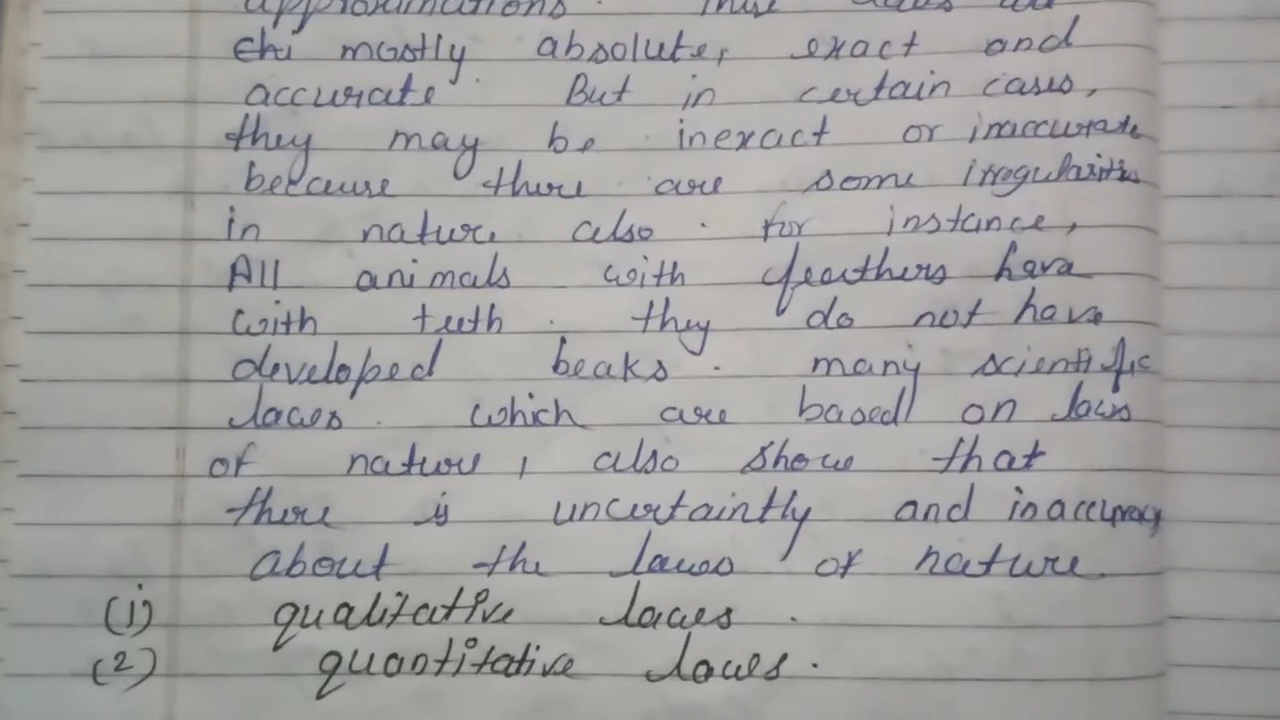 approximations. These laws are
mostly absolute, exact and
accurate. But in certain cases,
they may be inexact or inaccurate
because there are some irregularities
in nature also. for instance,
All animals with feathers have
with teeth. they do not have
developed beaks. many scientific
laws. which are based on laws
of nature, also show that
there is uncertaintly and inaccuracy
about the laws of nature.
(1) qualitative laws.
(2) quantitative laws.